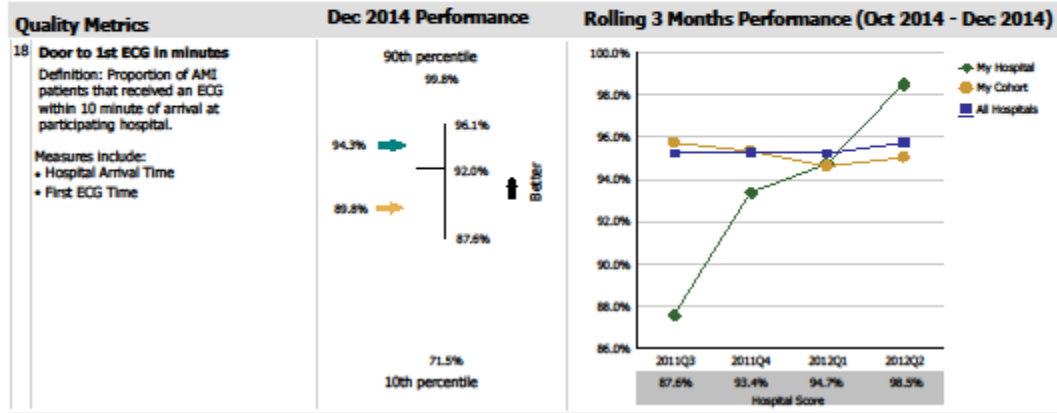 Quality Metrics
Dec 2014 Performance
Rolling 3 Months Performance (Oct 2014 - Dec 2014)
18 Door to 1st ECG in minutes
Definition: Proportion of AMI
patients that received an ECG
within 10 minute of arrival at
participating hospital.
Measures include:
• Hospital Arrival Time
• First ECG Time
90th percentile
99.8%
96.1%
94.3%
92.0%
89.8%
87.6%
Better
71.5%
10th percentile
100.0%
98.0%
96.0%
94.0%
92.0%
90.0%
88.0%
86.0%
2011Q3 2011Q4 2012Q1 2012Q2
87.6% 93.4% 94.7% 98.5%
Hospital Score
My Hospital
My Cohort
All Hospitals